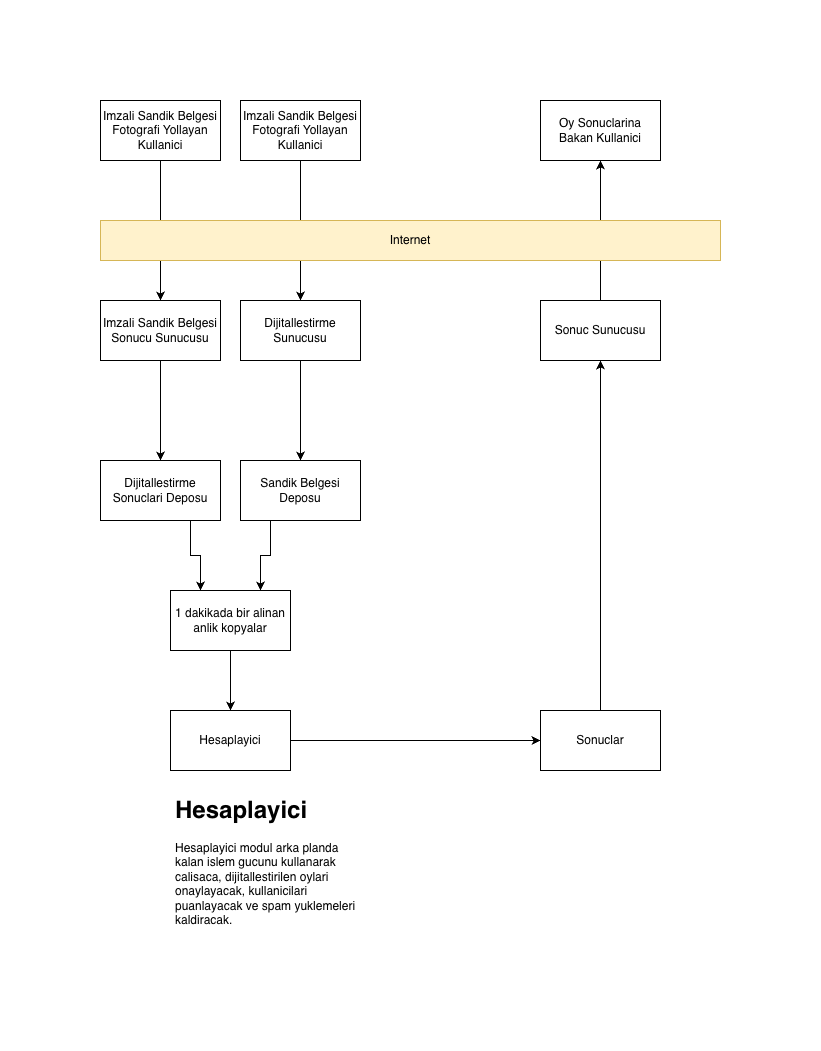 Imzali Sandik Belgesi
Fotografi Yollayan
Kullanici
Imzali Sandik Belgesi
Fotografi Yollayan
Kullanici
Oy Sonuclarina
Bakan Kullanici
Internet
Imzali Sandik Belgesi
Sonucu Sunucusu
Dijitallestirme
Sunucusu
Sonuc Sunucusu
Dijitallestirme
Sonuclari Deposu
Sandik Belgesi
Deposu
1 dakikada bir alinan
anlik kopyalar
Hesaplayici
Sonuclar
Hesaplayici
Hesaplayici modul arka planda
kalan islem gucunu kullanarak
calisaca, dijitallestirilen oylari
onaylayacak, kullanicilari
puanlayacak ve spam yuklemeleri
kaldiracak.